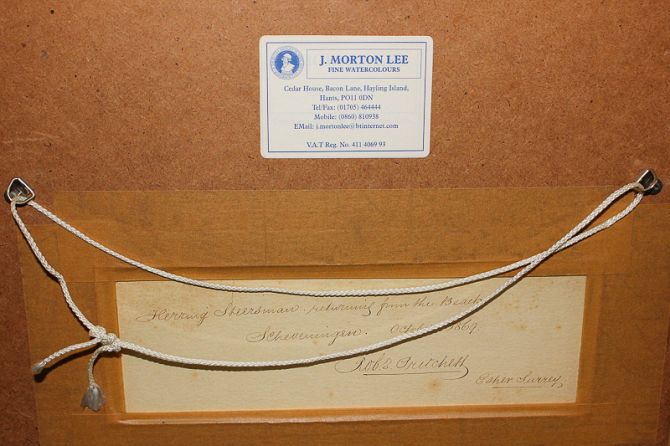 J. MORTON LEE
FINE WATERCOLOURS
Cedar House, Bacon Lane, Hayling Island,
Hants, PO11 0DN
Tel/Fax: (01705) 464444
Mobile: (0860) 810938
EMail: j.mortonlee@btinternet.com
V.A.T Reg. No. 411 4069 93
Herring Steersman returning from the Beach
Scheveningen. Octr 1869.
Robt Pritchett
Esher Surrey